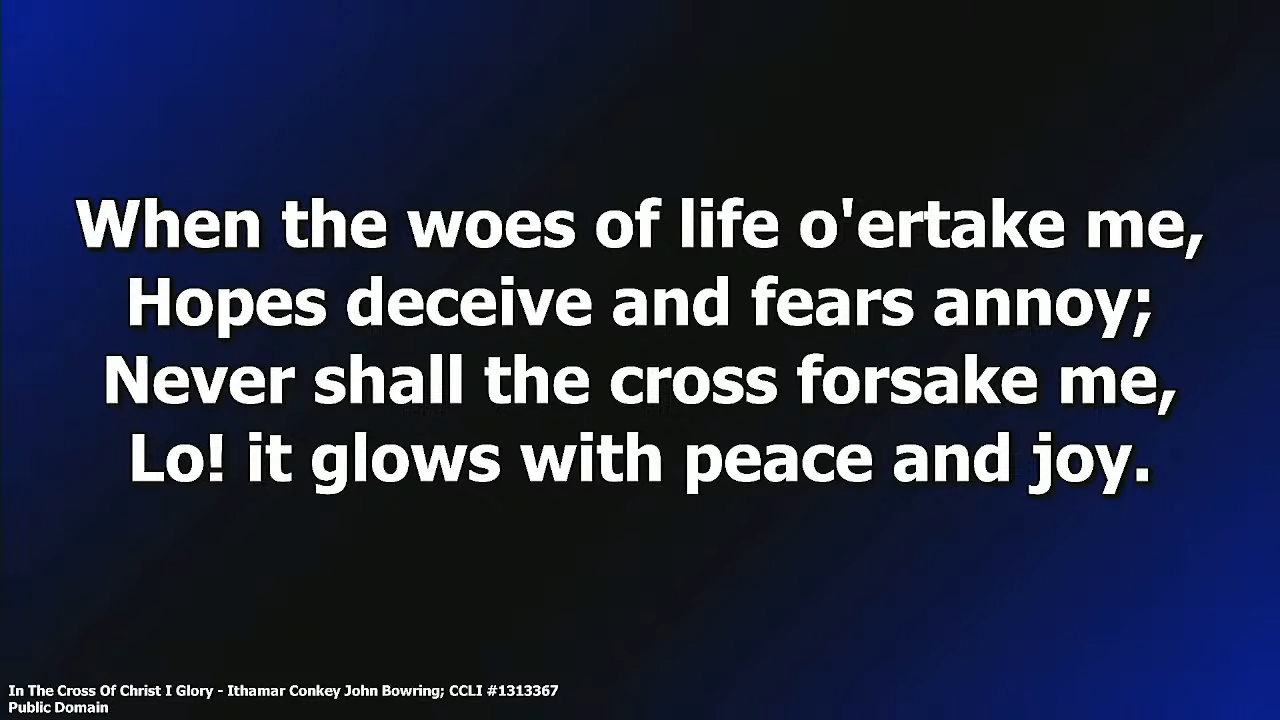 When the woes of life o'ertake me,
Hopes deceive and fears annoy;
Never shall the cross forsake me,
Lo! it glows with peace and joy.
In The Cross Of Christ I Glory - Ithamar Conkey John Bowring; CCLI #1313367
Public Domain